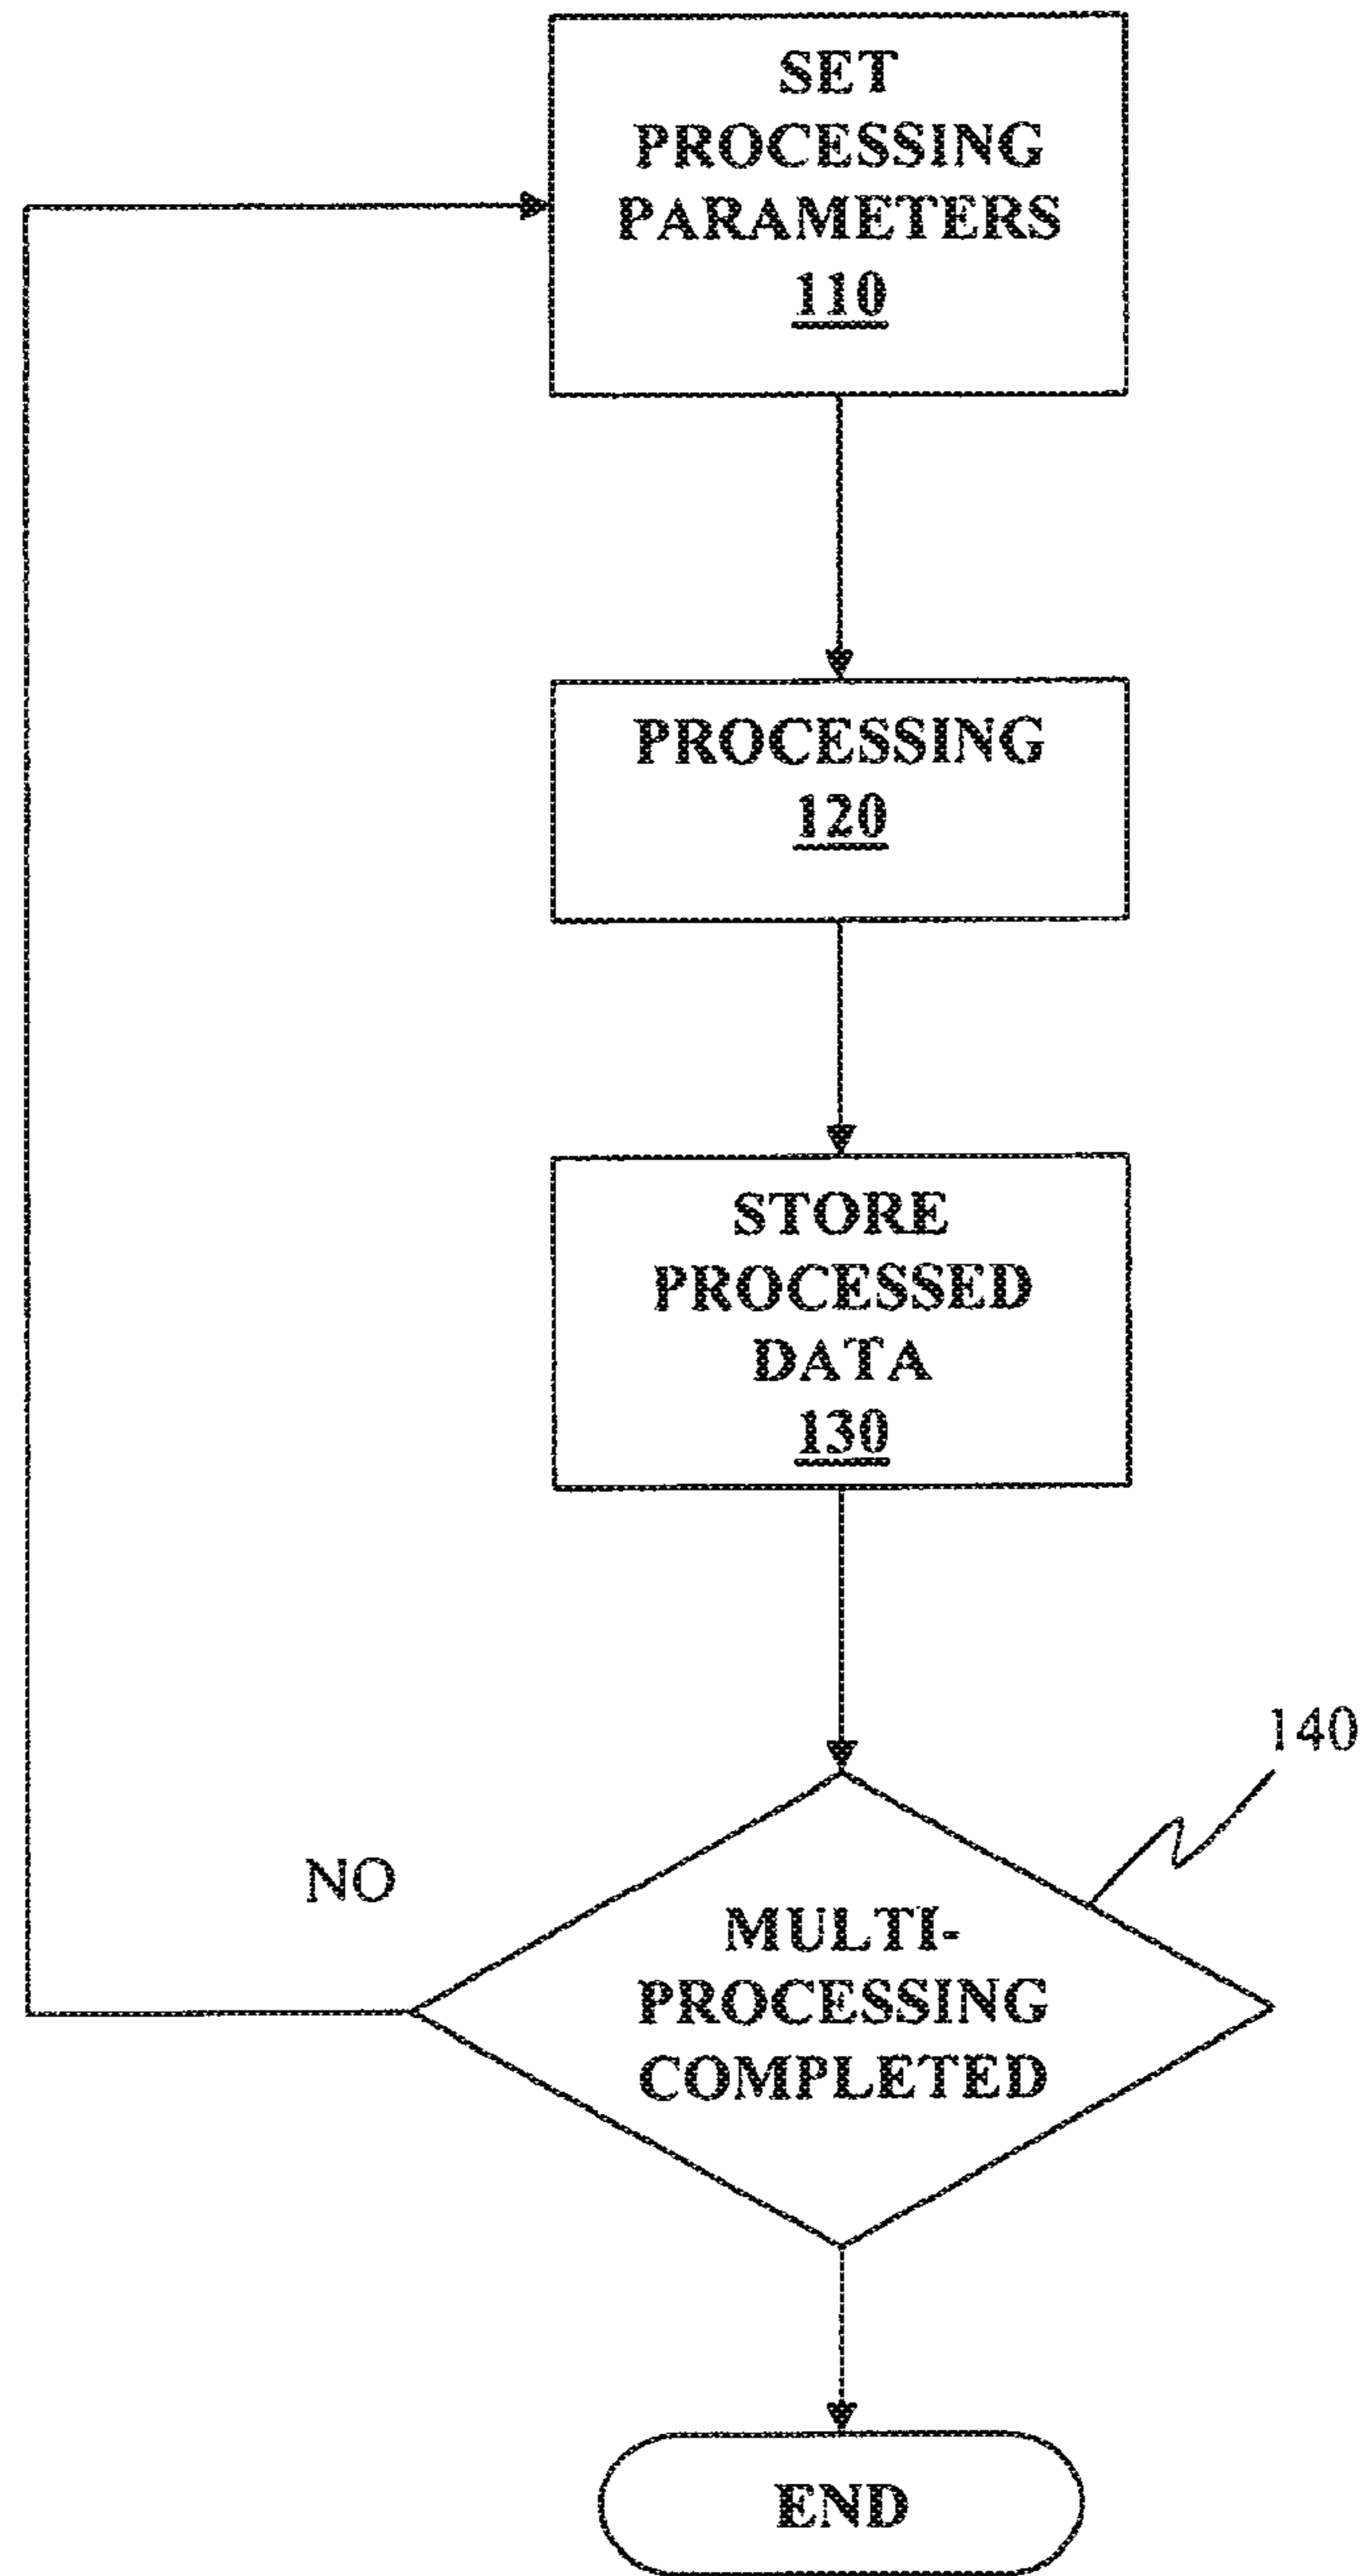 SET
PROCESSING
PARAMETERS
110
PROCESSING
120
STORE
PROCESSED
DATA
130
140
NO
MULTI-
PROCESSING
COMPLETED
END